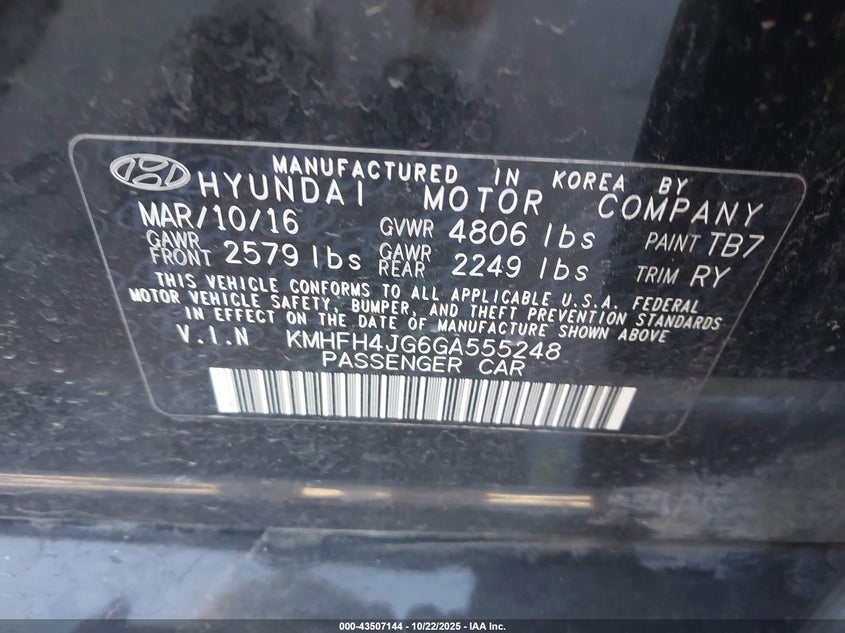 MANUFACTURED IN KOREA BY
HYUNDAI MOTOR COMPANY
MAR/10/16 GVWR 4806 lbs PAINT TB7
GAWR FRONT 2579 lbs GAWR REAR 2249 lbs TRIM RY
THIS VEHICLE CONFORMS TO ALL APPLICABLE U.S.A. FEDERAL
MOTOR VEHICLE SAFETY, BUMPER, AND THEFT PREVENTION STANDARDS
IN EFFECT ON THE DATE OF MANUFACTURE SHOWN ABOVE
V.I.N KMHFH4JG6GA555248
PASSENGER CAR
000-43507144 - 10/22/2025 - IAA Inc.